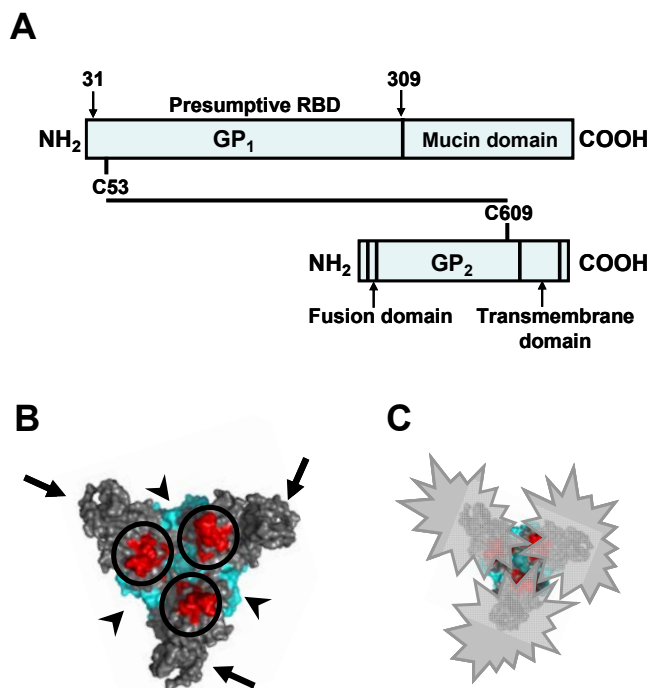 A
31
309
Presumptive RBD
NH2
GP1
Mucin domain
COOH
C53
C609
NH2
GP2
COOH
Fusion domain
Transmembrane
domain
B
C